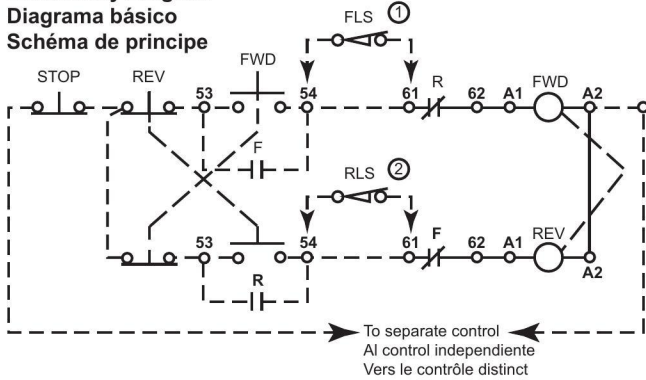 Diagrama básico
Schéma de principe
FLS 1
STOP REV FWD
53 54 61 R 62 A1 FWD A2
F
RLS 2
53 54 61 F 62 A1 REV
A2
R
To separate control
Al control independiente
Vers le contrôle distinct